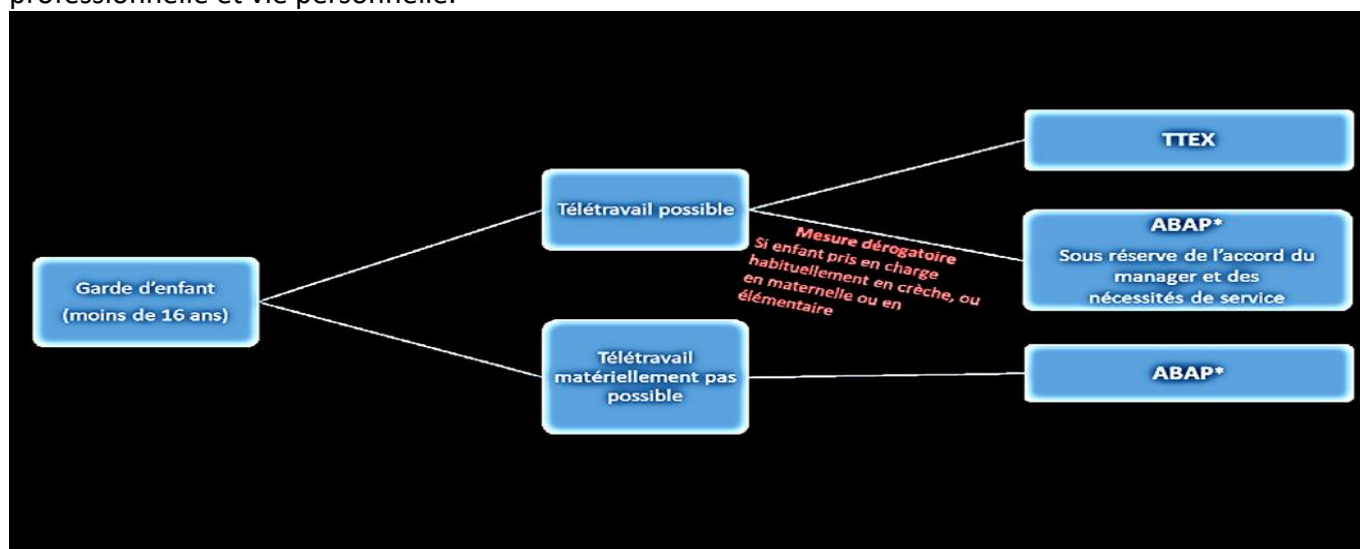 professionnelle et vie personnelle.
TTEX
Télétravail possible
Mesure dérogatoire
Si enfant pris en charge
habituellement en crèche, ou
en maternelle ou en
élémentaire
ABAP*
Sous réserve de l'accord du
manager et des
nécessités de service
Garde d'enfant
(moins de 16 ans)
Télétravail
matériellement pas
possible
ABAP*